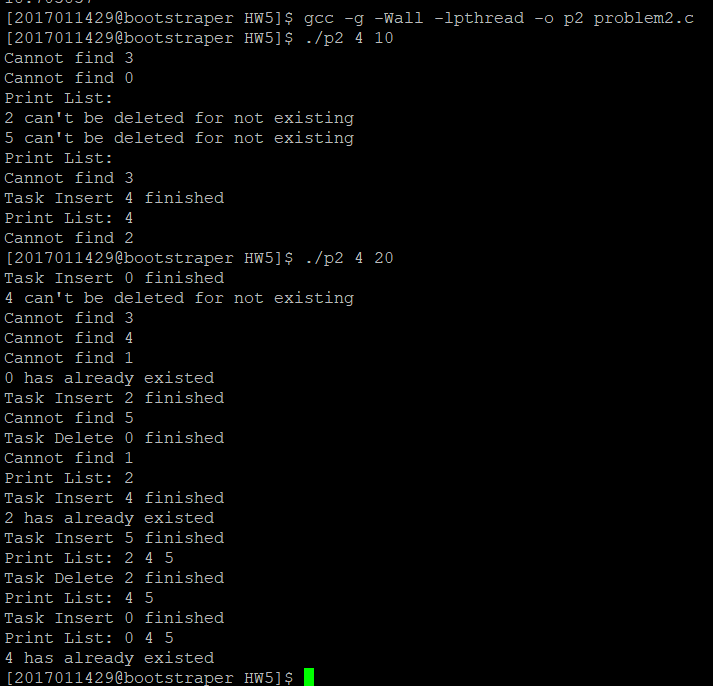 [2017011429@bootstraper HW5]$ gcc -g -Wall -lpthread -o p2 problem2.c
[2017011429@bootstraper HW5]$ ./p2 4 10
Cannot find 3
Cannot find 0
Print List:
2 can't be deleted for not existing
5 can't be deleted for not existing
Print List:
Cannot find 3
Task Insert 4 finished
Print List: 4
Cannot find 2
[2017011429@bootstraper HW5]$ ./p2 4 20
Task Insert 0 finished
4 can't be deleted for not existing
Cannot find 3
Cannot find 4
Cannot find 1
0 has already existed
Task Insert 2 finished
Cannot find 5
Task Delete 0 finished
Cannot find 1
Print List: 2
Task Insert 4 finished
2 has already existed
Task Insert 5 finished
Print List: 2 4 5
Task Delete 2 finished
Print List: 4 5
Task Insert 0 finished
Print List: 0 4 5
4 has already existed
[2017011429@bootstraper HW5]$